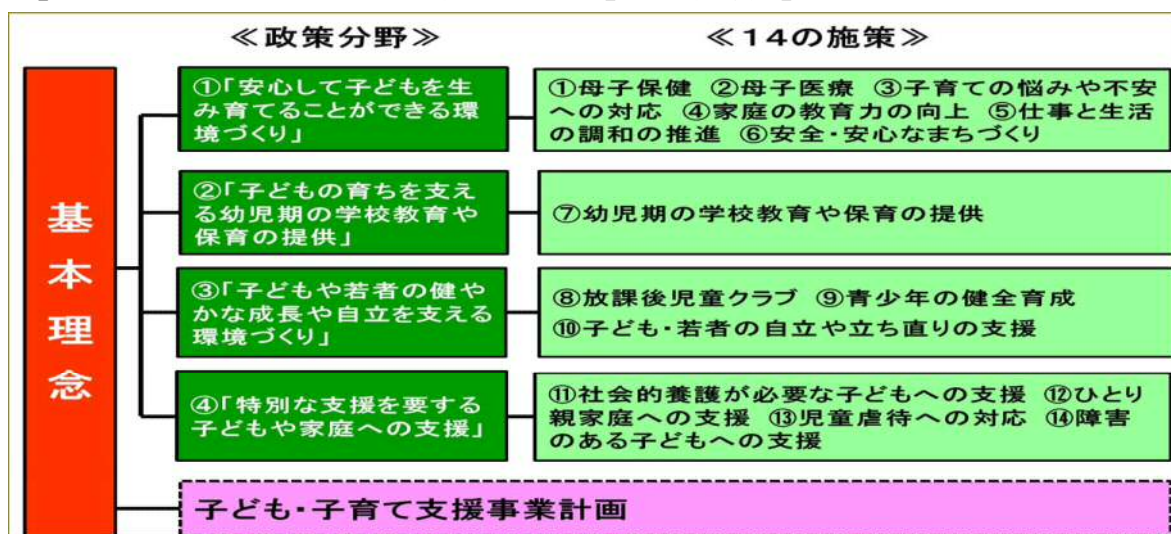 ≪政策分野≫
≪14の施策≫
基本理念
①「安心して子どもを生
み育てることができる環
境づくり」
①母子保健 ②母子医療 ③子育ての悩みや不安
への対応 ④家庭の教育力の向上 ⑤仕事と生活
の調和の推進 ⑥安全・安心なまちづくり
②「子どもの育ちを支え
る幼児期の学校教育や
保育の提供」
⑦幼児期の学校教育や保育の提供
③「子どもや若者の健や
かな成長や自立を支える
環境づくり」
⑧放課後児童クラブ ⑨青少年の健全育成
⑩子ども・若者の自立や立ち直りの支援
④「特別な支援を要する
子どもや家庭への支援」
⑪社会的養護が必要な子どもへの支援 ⑫ひとり
親家庭への支援 ⑬児童虐待への対応 ⑭障害
のある子どもへの支援
子ども・子育て支援事業計画